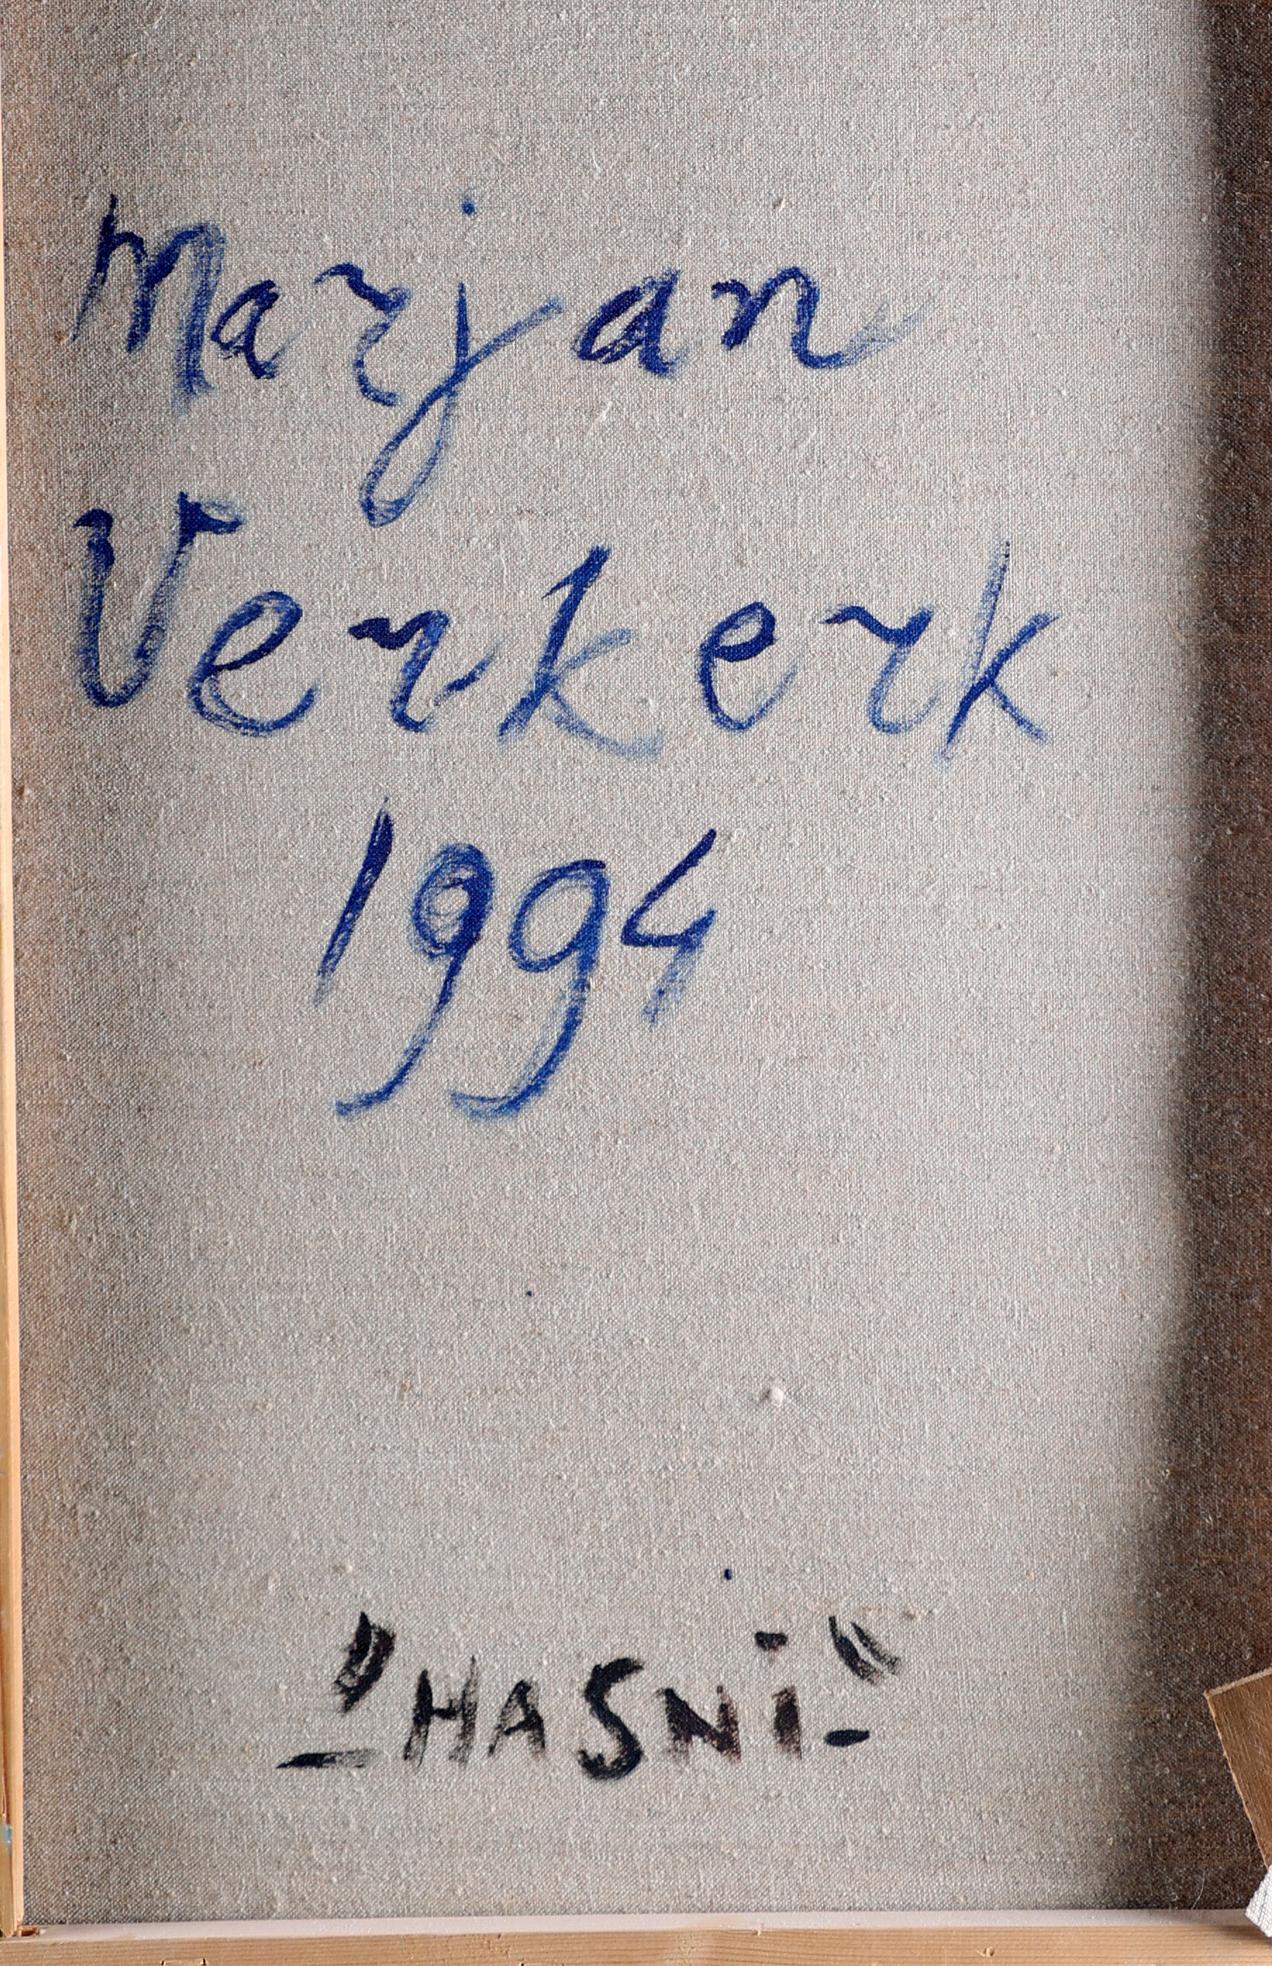 Marjan
Verkerk
1994
"HASNi"